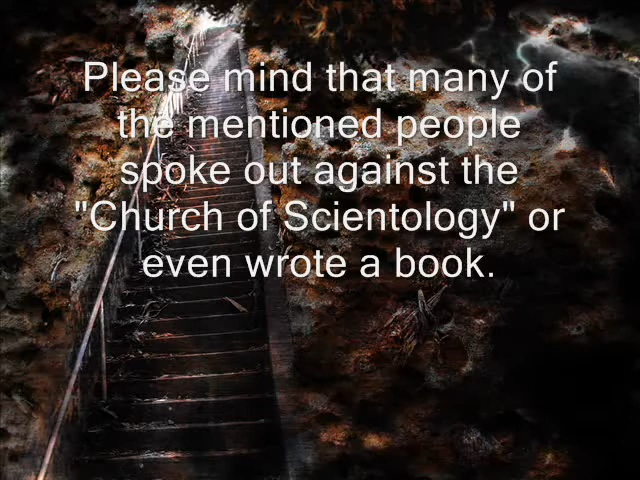 Please mind that many of
the mentioned people
spoke out against the
"Church of Scientology" or
even wrote a book.